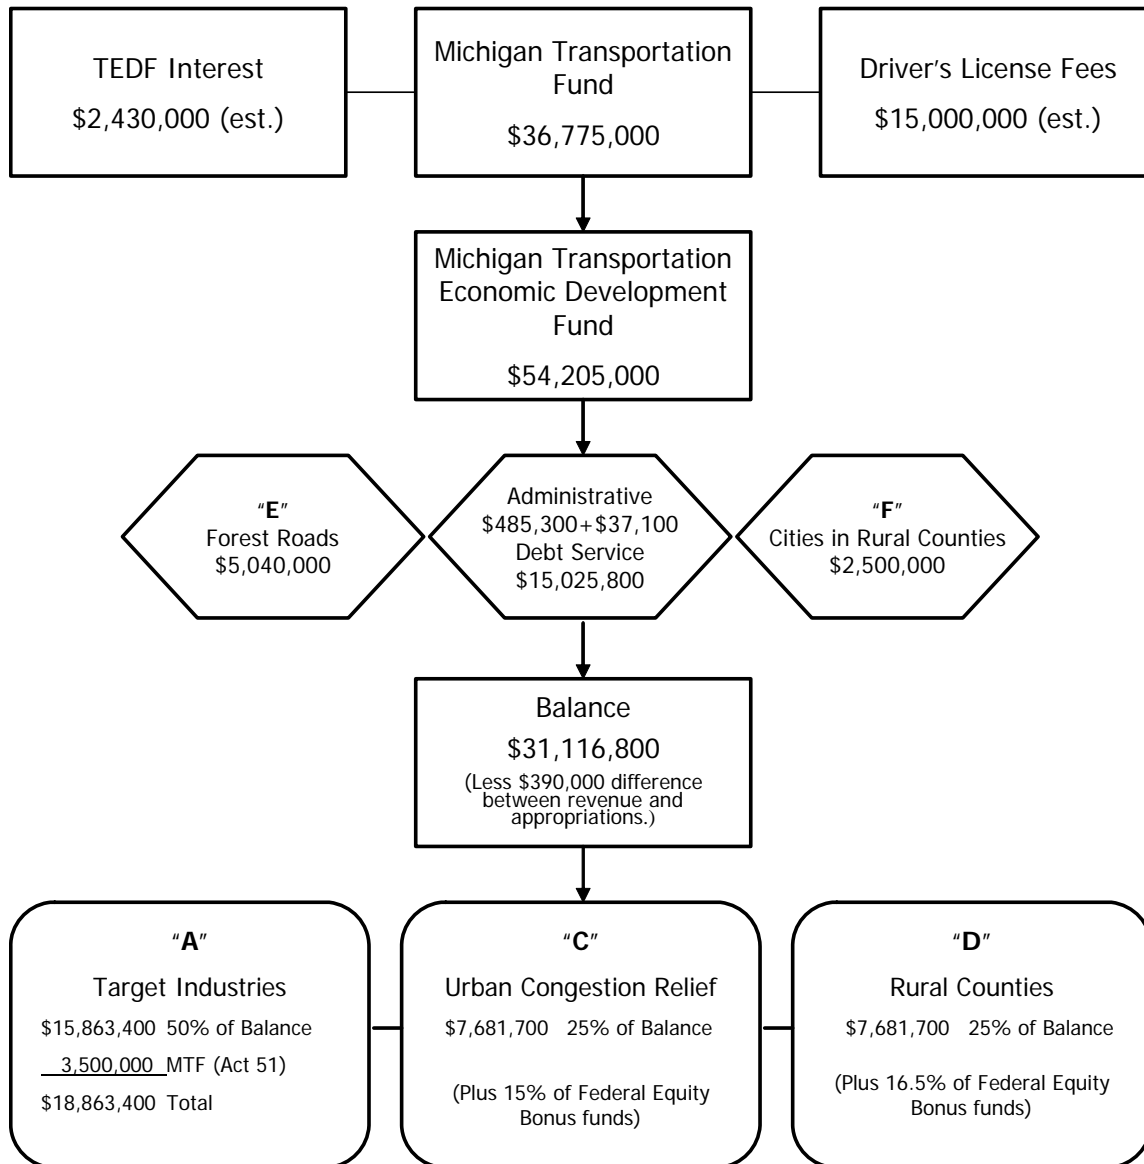 TEDF Interest
$2,430,000 (est.)
Michigan Transportation
Fund
$36,775,000
Driver's License Fees
$15,000,000 (est.)
Michigan Transportation
Economic Development
Fund
$54,205,000
"E"
Forest Roads
$5,040,000
Administrative
$485,300+$37,100
Debt Service
$15,025,800
"F"
Cities in Rural Counties
$2,500,000
Balance
$31,116,800
(Less $390,000 difference
between revenue and
appropriations.)
"A"
Target Industries
$15,863,400 50% of Balance
3,500,000 MTF (Act 51)
$18,863,400 Total
"C"
Urban Congestion Relief
$7,681,700 25% of Balance
(Plus 15% of Federal Equity
Bonus funds)
"D"
Rural Counties
$7,681,700 25% of Balance
(Plus 16.5% of Federal Equity
Bonus funds)